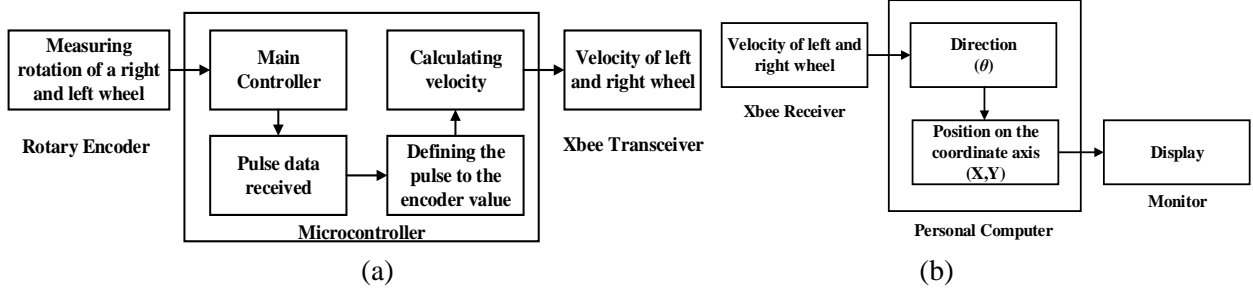 Measuring
rotation of a right
and left wheel
Rotary Encoder
Main
Controller
Pulse data
received
Defining the
pulse to the
encoder value
Calculating
velocity
Microcontroller
Velocity of left
and right wheel
Xbee Transceiver
(a)
Velocity of left and
right wheel
Xbee Receiver
Direction
(θ)
Position on the
coordinate axis
(X,Y)
Personal Computer
Display
Monitor
(b)